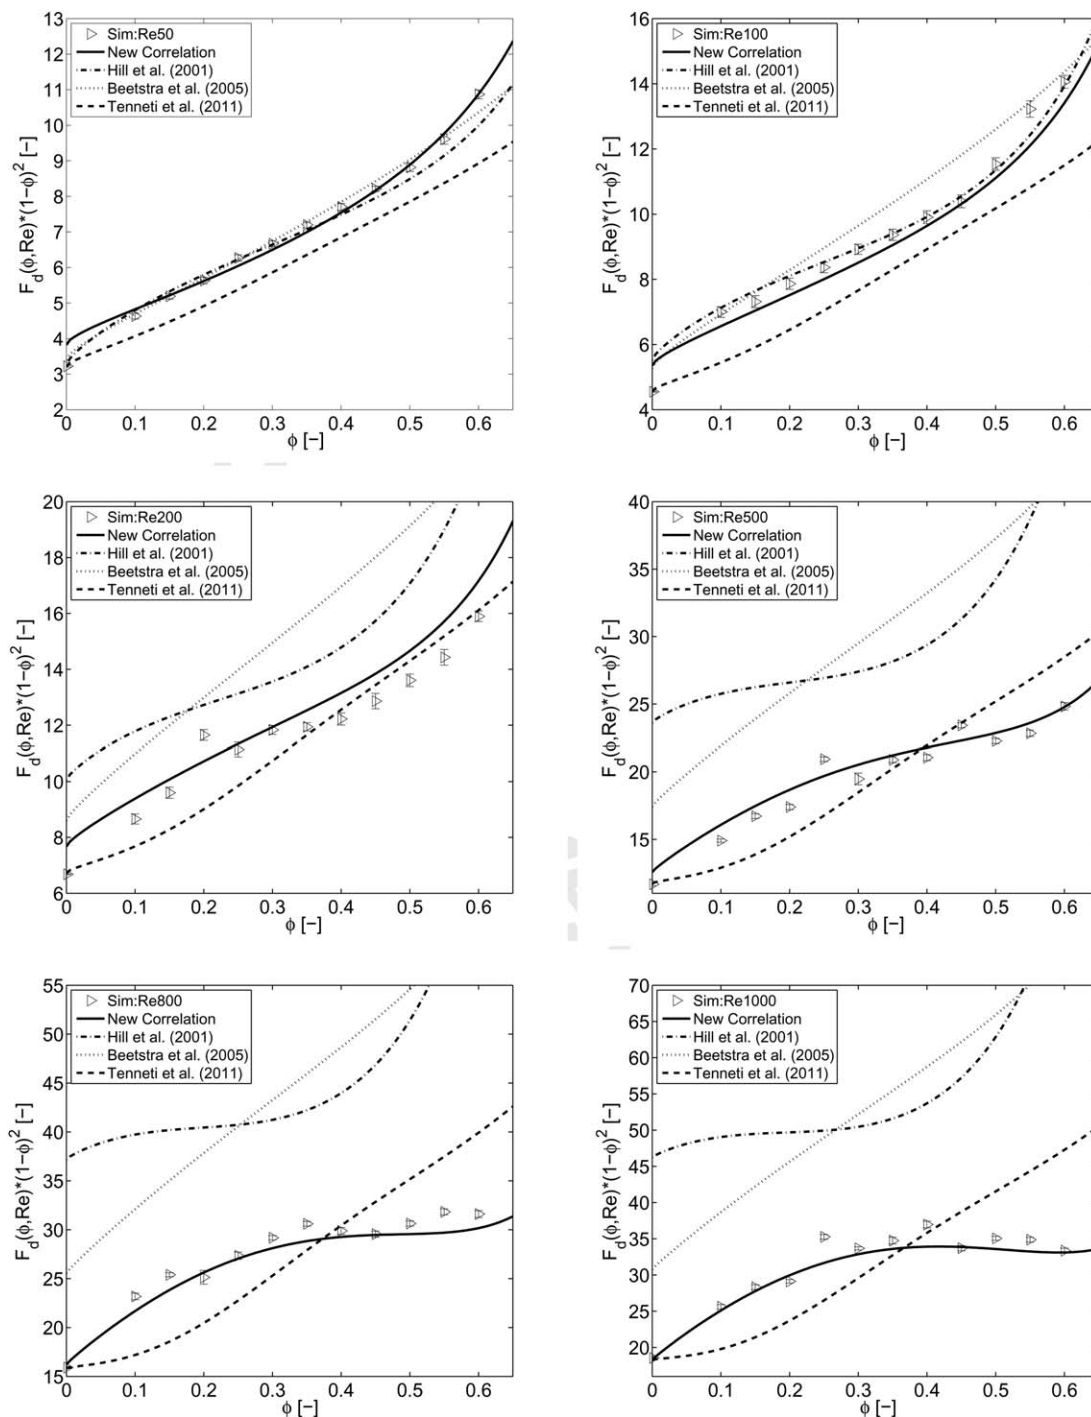 Sim:Re50
New Correlation
Hill et al. (2001)
Beetstra et al. (2005)
Tenneti et al. (2011)
F_d(ϕ,Re)*(1−ϕ)^2 [−]
13
12
11
10
9
8
7
6
5
4
3
2
0 0.1 0.2 0.3 0.4 0.5 0.6
ϕ [−]
Sim:Re100
New Correlation
Hill et al. (2001)
Beetstra et al. (2005)
Tenneti et al. (2011)
F_d(ϕ,Re)*(1−ϕ)^2 [−]
16
14
12
10
8
6
4
0 0.1 0.2 0.3 0.4 0.5 0.6
ϕ [−]
Sim:Re200
New Correlation
Hill et al. (2001)
Beetstra et al. (2005)
Tenneti et al. (2011)
F_d(ϕ,Re)*(1−ϕ)^2 [−]
20
18
16
14
12
10
8
6
0 0.1 0.2 0.3 0.4 0.5 0.6
ϕ [−]
Sim:Re500
New Correlation
Hill et al. (2001)
Beetstra et al. (2005)
Tenneti et al. (2011)
F_d(ϕ,Re)*(1−ϕ)^2 [−]
40
35
30
25
20
15
0 0.1 0.2 0.3 0.4 0.5 0.6
ϕ [−]
Sim:Re800
New Correlation
Hill et al. (2001)
Beetstra et al. (2005)
Tenneti et al. (2011)
F_d(ϕ,Re)*(1−ϕ)^2 [−]
55
50
45
40
35
30
25
20
15
0 0.1 0.2 0.3 0.4 0.5 0.6
ϕ [−]
Sim:Re1000
New Correlation
Hill et al. (2001)
Beetstra et al. (2005)
Tenneti et al. (2011)
F_d(ϕ,Re)*(1−ϕ)^2 [−]
70
65
60
55
50
45
40
35
30
25
20
0 0.1 0.2 0.3 0.4 0.5 0.6
ϕ [−]